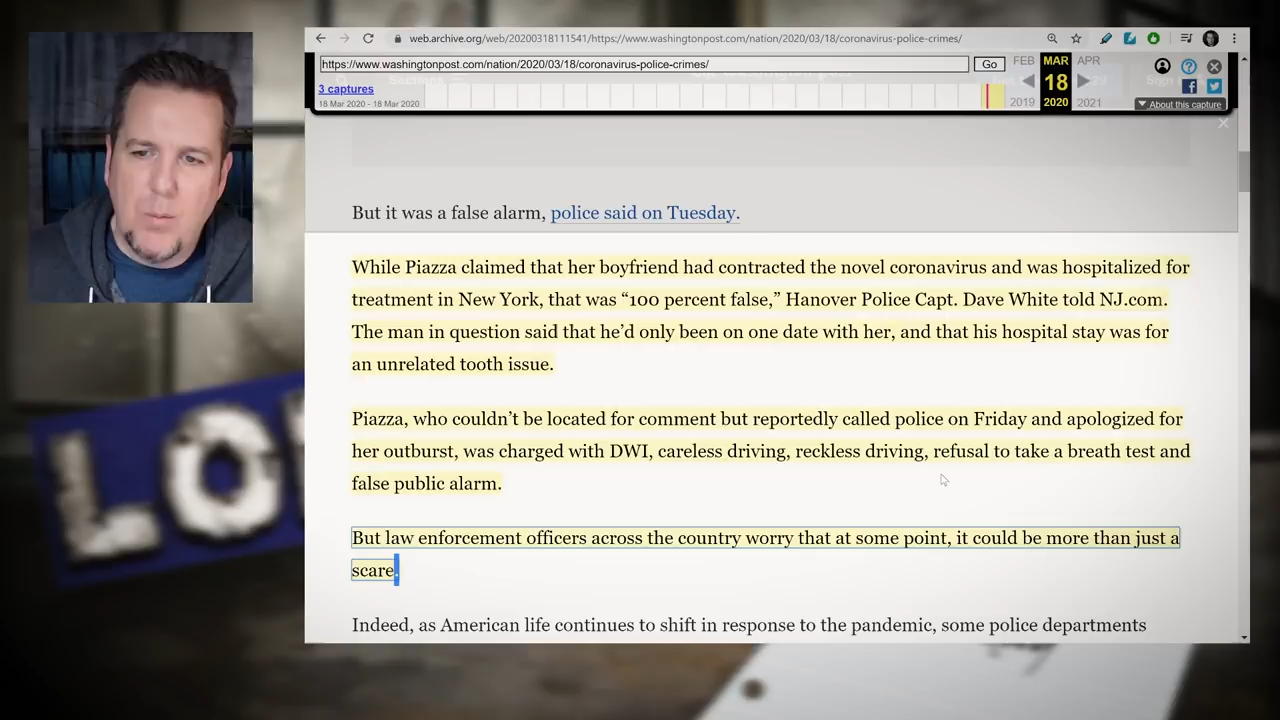 web.archive.org/web/20200318111541/https://www.washingtonpost.com/nation/2020/03/18/coronavirus-police-crimes/
https://www.washingtonpost.com/nation/2020/03/18/coronavirus-police-crimes/
Go
FEB
MAR
APR
3 captures
18
18 Mar 2020 - 18 Mar 2020
2019
2020
2021
About this capture
But it was a false alarm, police said on Tuesday.
While Piazza claimed that her boyfriend had contracted the novel coronavirus and was hospitalized for
treatment in New York, that was “100 percent false,” Hanover Police Capt. Dave White told NJ.com.
The man in question said that he’d only been on one date with her, and that his hospital stay was for
an unrelated tooth issue.
Piazza, who couldn’t be located for comment but reportedly called police on Friday and apologized for
her outburst, was charged with DWI, careless driving, reckless driving, refusal to take a breath test and
false public alarm.
But law enforcement officers across the country worry that at some point, it could be more than just a
scare.
Indeed, as American life continues to shift in response to the pandemic, some police departments
LO